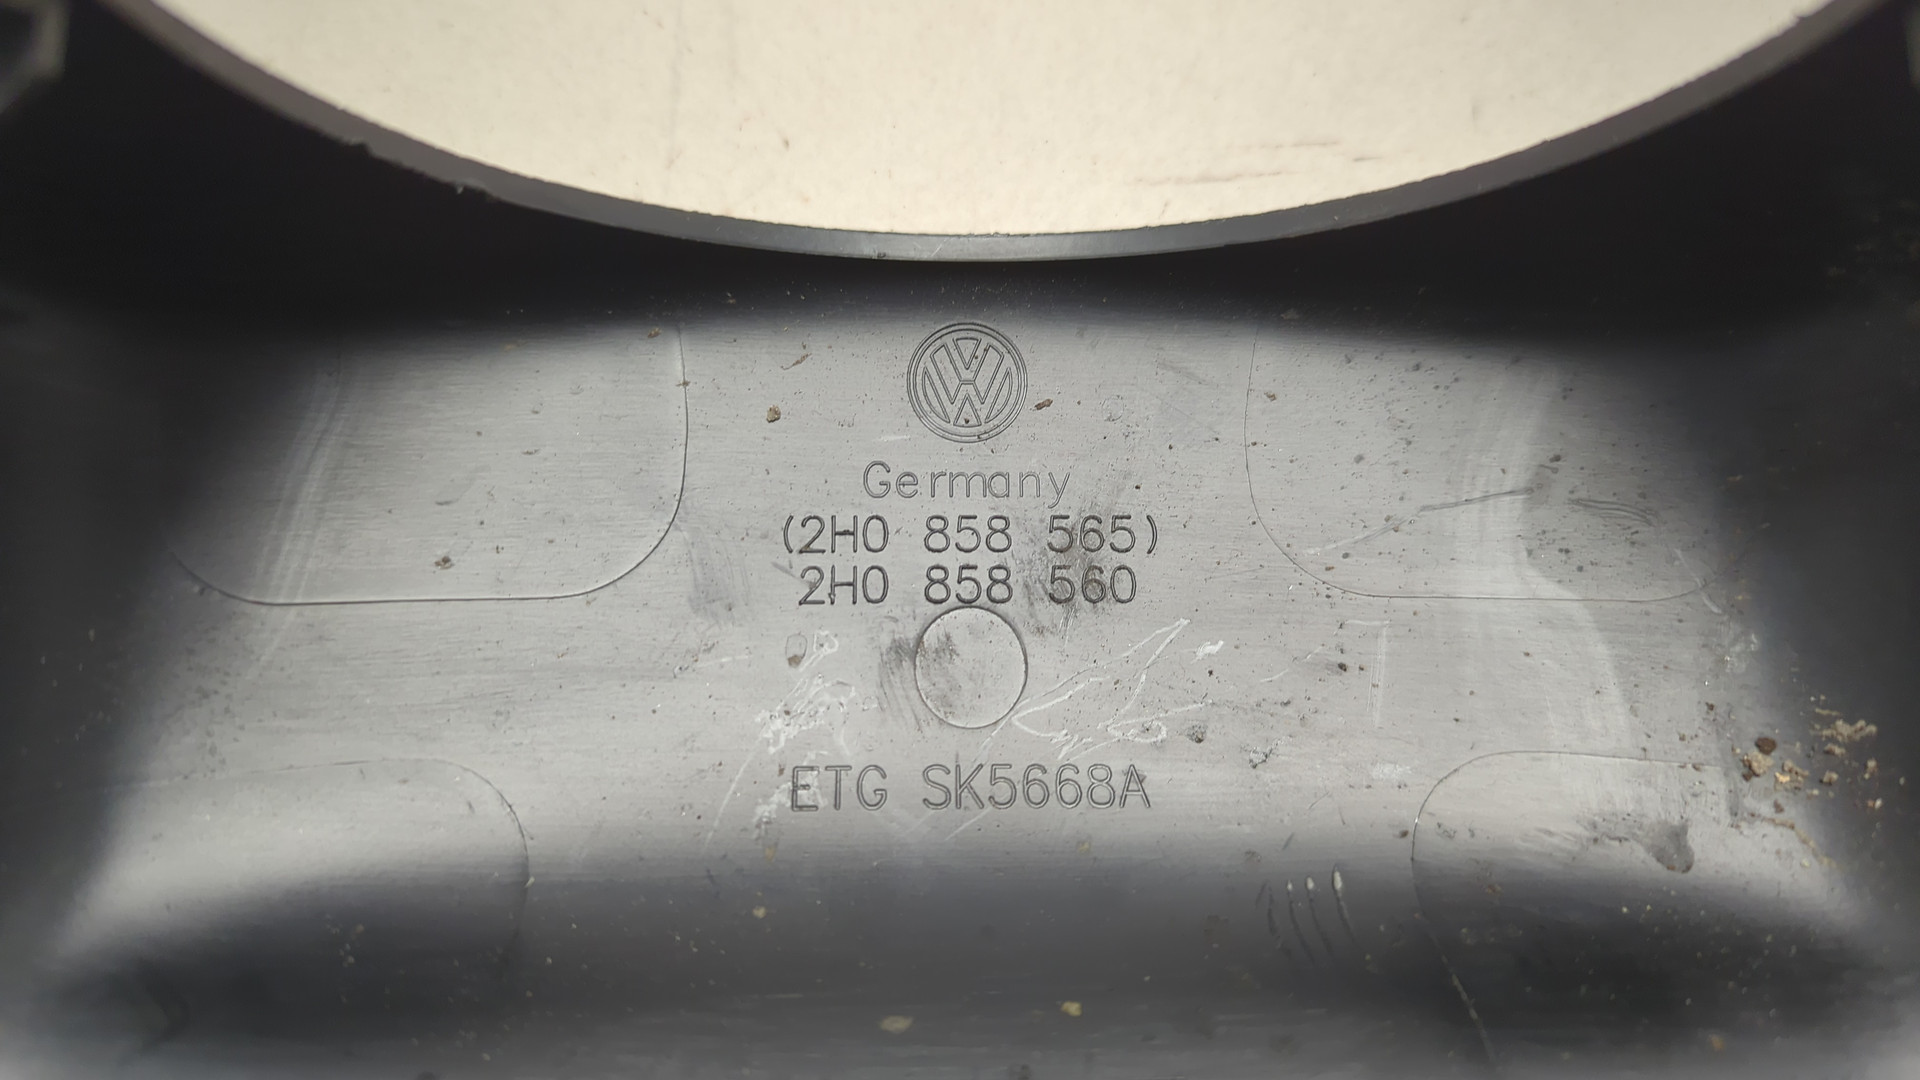 Germany
(2H0 858 565)
2H0 858 560
ETG SK5668A